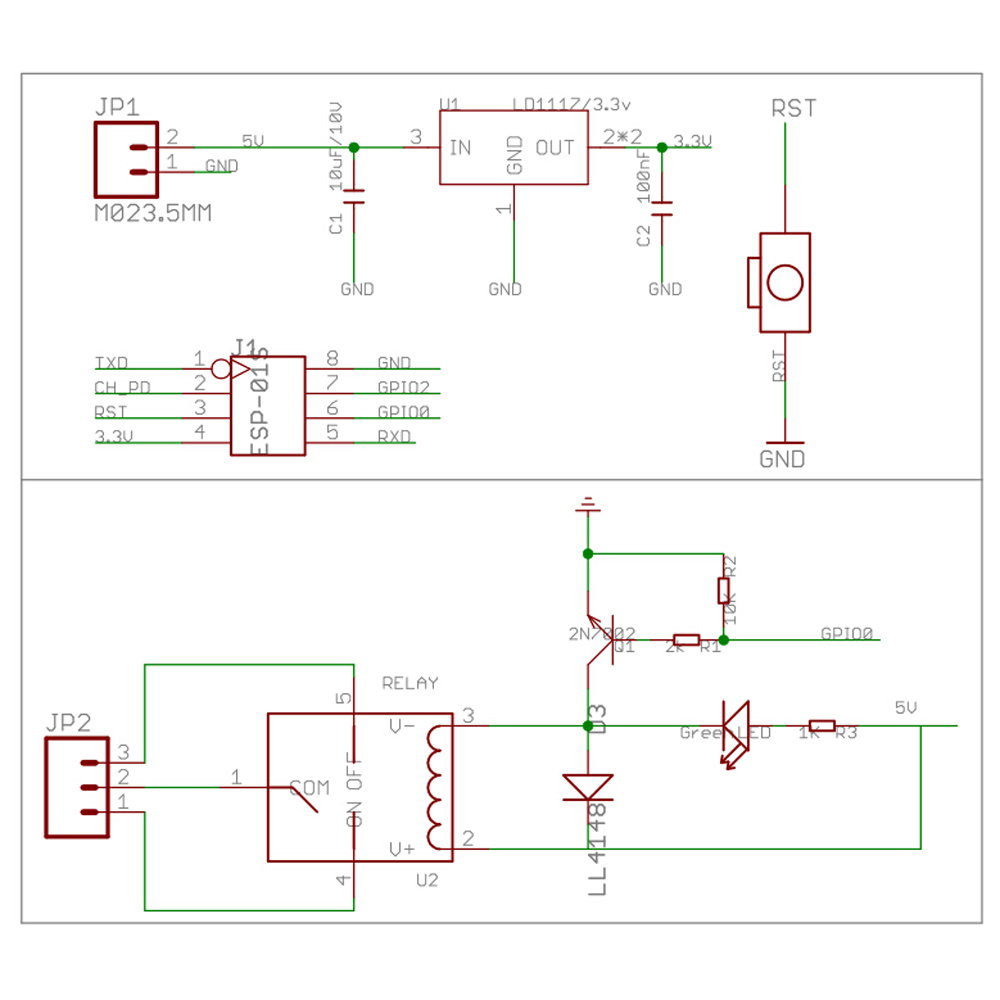 JP1
2
1
5V
GND
M023.5MM
10uF/10V
C1
GND
U1
LD1117/3.3v
3
IN
GND
OUT
2*2
1
GND
3.3V
100nF
C2
GND
RST
RST
GND
J1
ESP-01S
TXD
1
CH_PD
2
RST
3
3.3V
4
8
GND
7
GPIO2
6
GPIO0
5
RXD
R2
10K
2N7002
Q1
2k
R1
GPIO0
RELAY
JP2
3
2
1
5
V-
3
1
COM
ON OFF
V+
2
4
U2
D3
LL4148
Green LED
1K
R3
5V